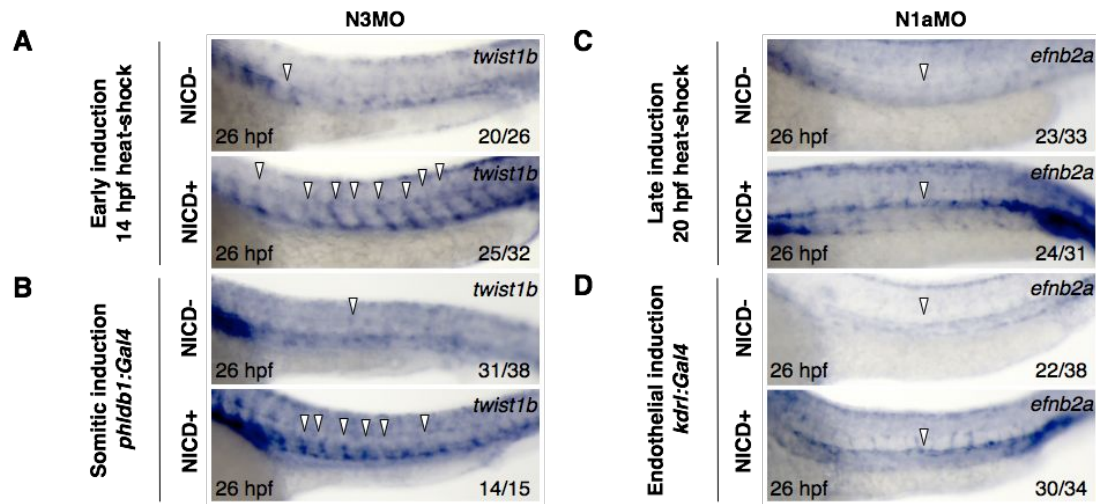 N3MO
N1aMO
A
Early induction
14 hpf heat-shock
NICD-
twist1b
26 hpf
20/26
NICD+
twist1b
26 hpf
25/32
B
Somitic induction
phldb1:Gal4
NICD-
twist1b
26 hpf
31/38
NICD+
twist1b
26 hpf
14/15
C
Late induction
20 hpf heat-shock
NICD-
efnb2a
23/33
NICD+
efnb2a
26 hpf
24/31
D
Endothelial induction
kdrl:Gal4
NICD-
efnb2a
26 hpf
22/38
NICD+
efnb2a
26 hpf
30/34